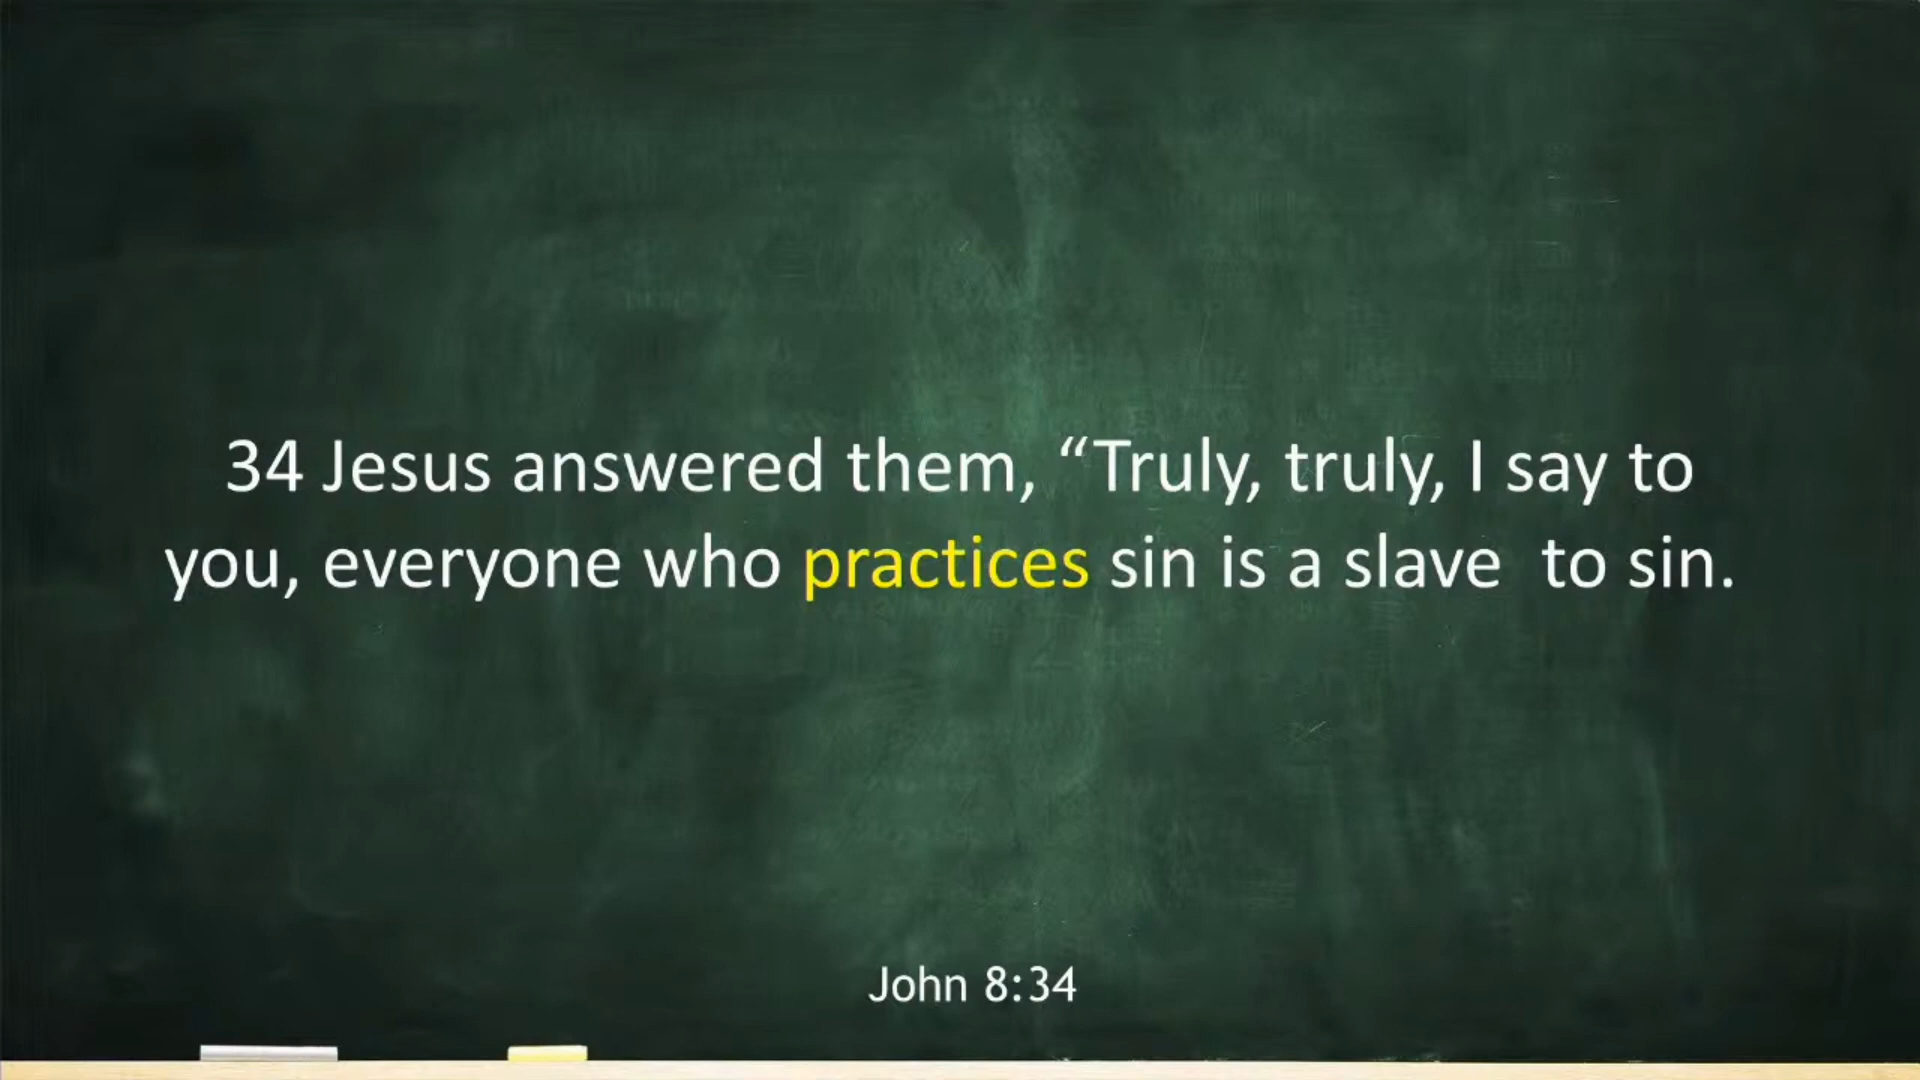 34 Jesus answered them, “Truly, truly, I say to
you, everyone who practices sin is a slave  to sin.
John 8:34